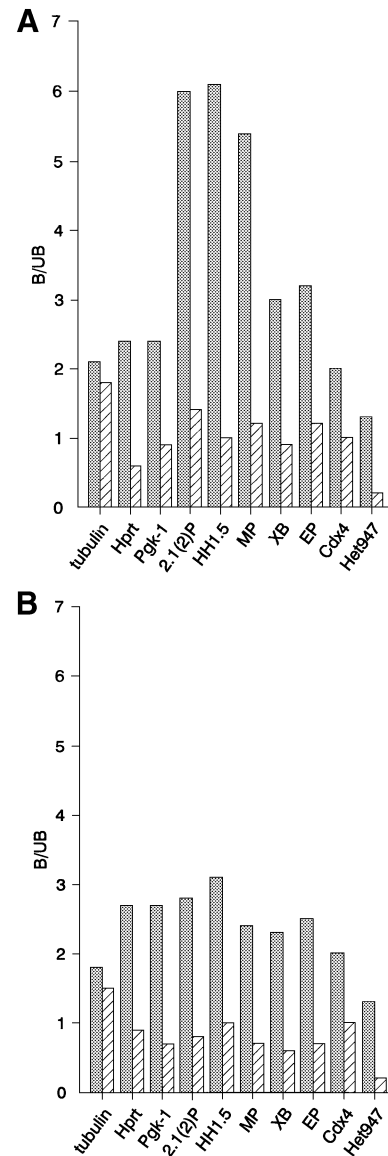 A
7
6
5
4
3
2
1
0
B/UB
tubulin
Hprt
Pgk-1
2.1(2)P
HH1.5
MP
XB
EP
Cdx4
Het947
B
7
6
5
4
3
2
1
0
B/UB
tubulin
Hprt
Pgk-1
2.1(2)P
HH1.5
MP
XB
EP
Cdx4
Het947